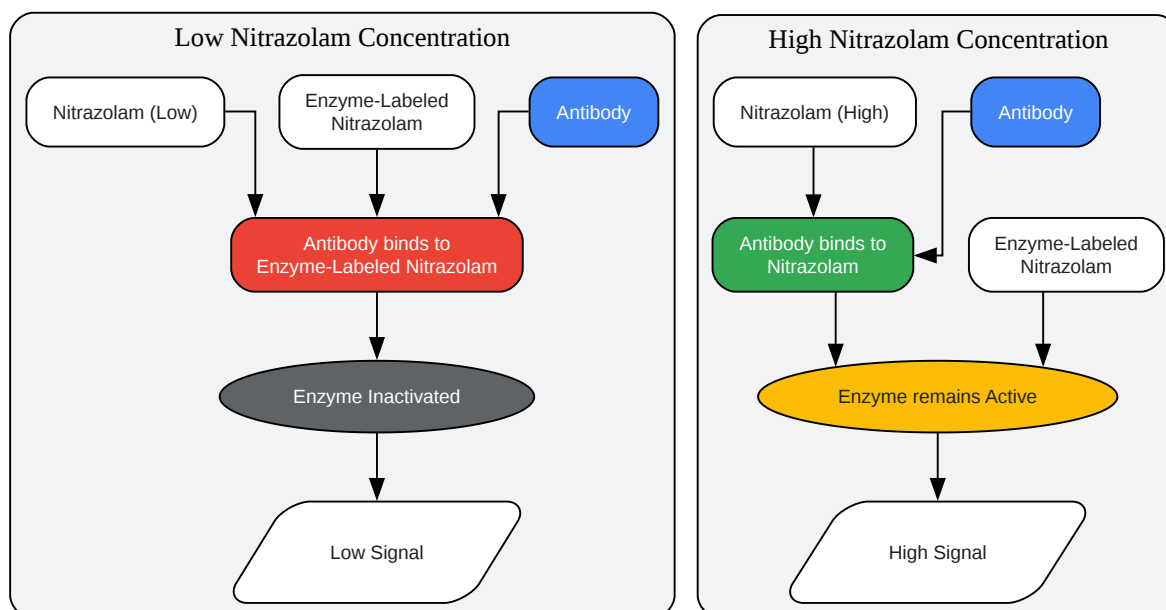 Low Nitrazolam Concentration
Nitrazolam (Low)
Enzyme-Labeled
Nitrazolam
Antibody
Antibody binds to
Enzyme-Labeled Nitrazolam
Enzyme Inactivated
Low Signal
High Nitrazolam Concentration
Nitrazolam (High)
Antibody
Antibody binds to
Nitrazolam
Enzyme-Labeled
Nitrazolam
Enzyme remains Active
High Signal